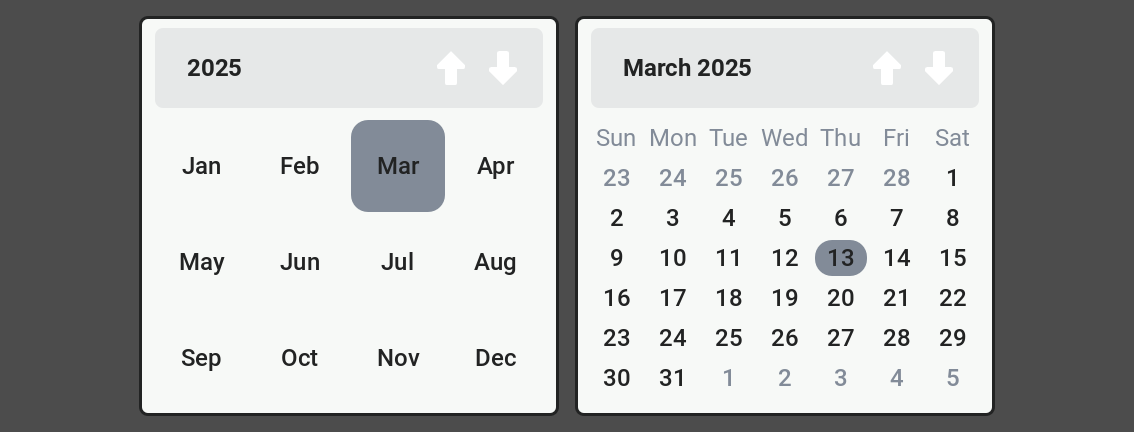 2025
Jan Feb Mar Apr
May Jun Jul Aug
Sep Oct Nov Dec
March 2025
Sun Mon Tue Wed Thu Fri Sat
23 24 25 26 27 28 1
2 3 4 5 6 7 8
9 10 11 12 13 14 15
16 17 18 19 20 21 22
23 24 25 26 27 28 29
30 31 1 2 3 4 5